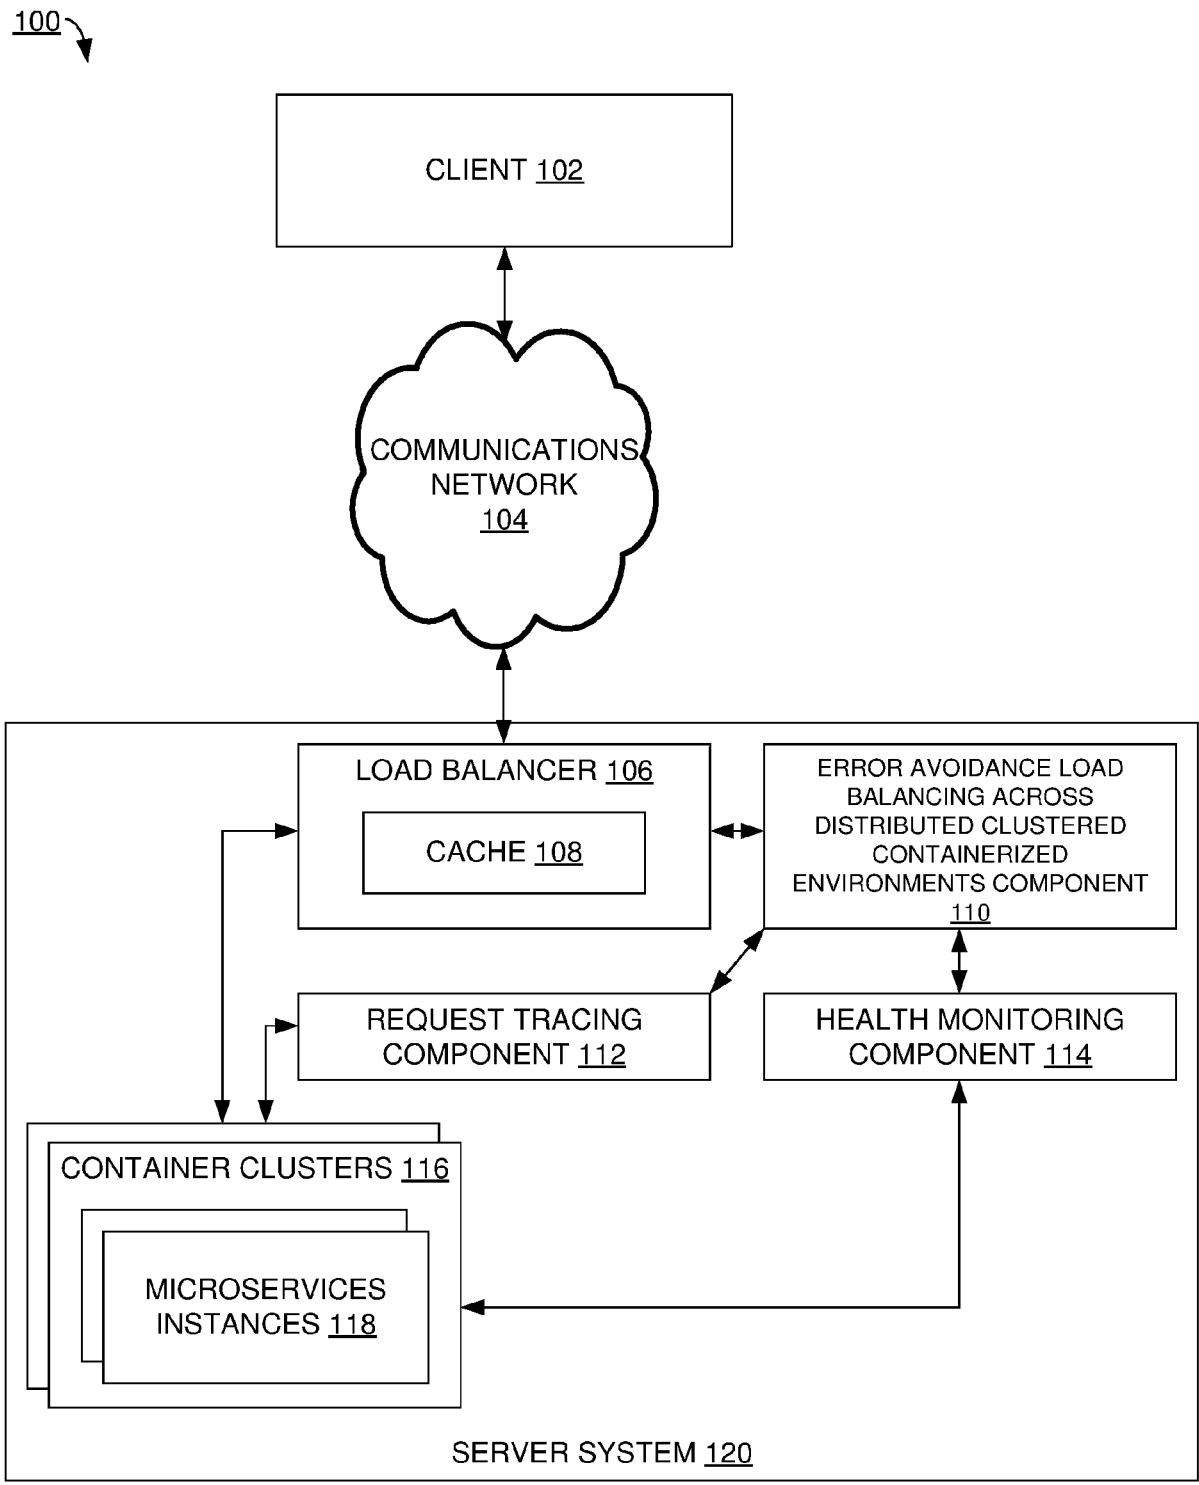 100
CLIENT 102
COMMUNICATIONS
NETWORK
104
LOAD BALANCER 106
CACHE 108
ERROR AVOIDANCE LOAD
BALANCING ACROSS
DISTRIBUTED CLUSTERED
CONTAINERIZED
ENVIRONMENTS COMPONENT
110
REQUEST TRACING
COMPONENT 112
HEALTH MONITORING
COMPONENT 114
CONTAINER CLUSTERS 116
MICROSERVICES
INSTANCES 118
SERVER SYSTEM 120